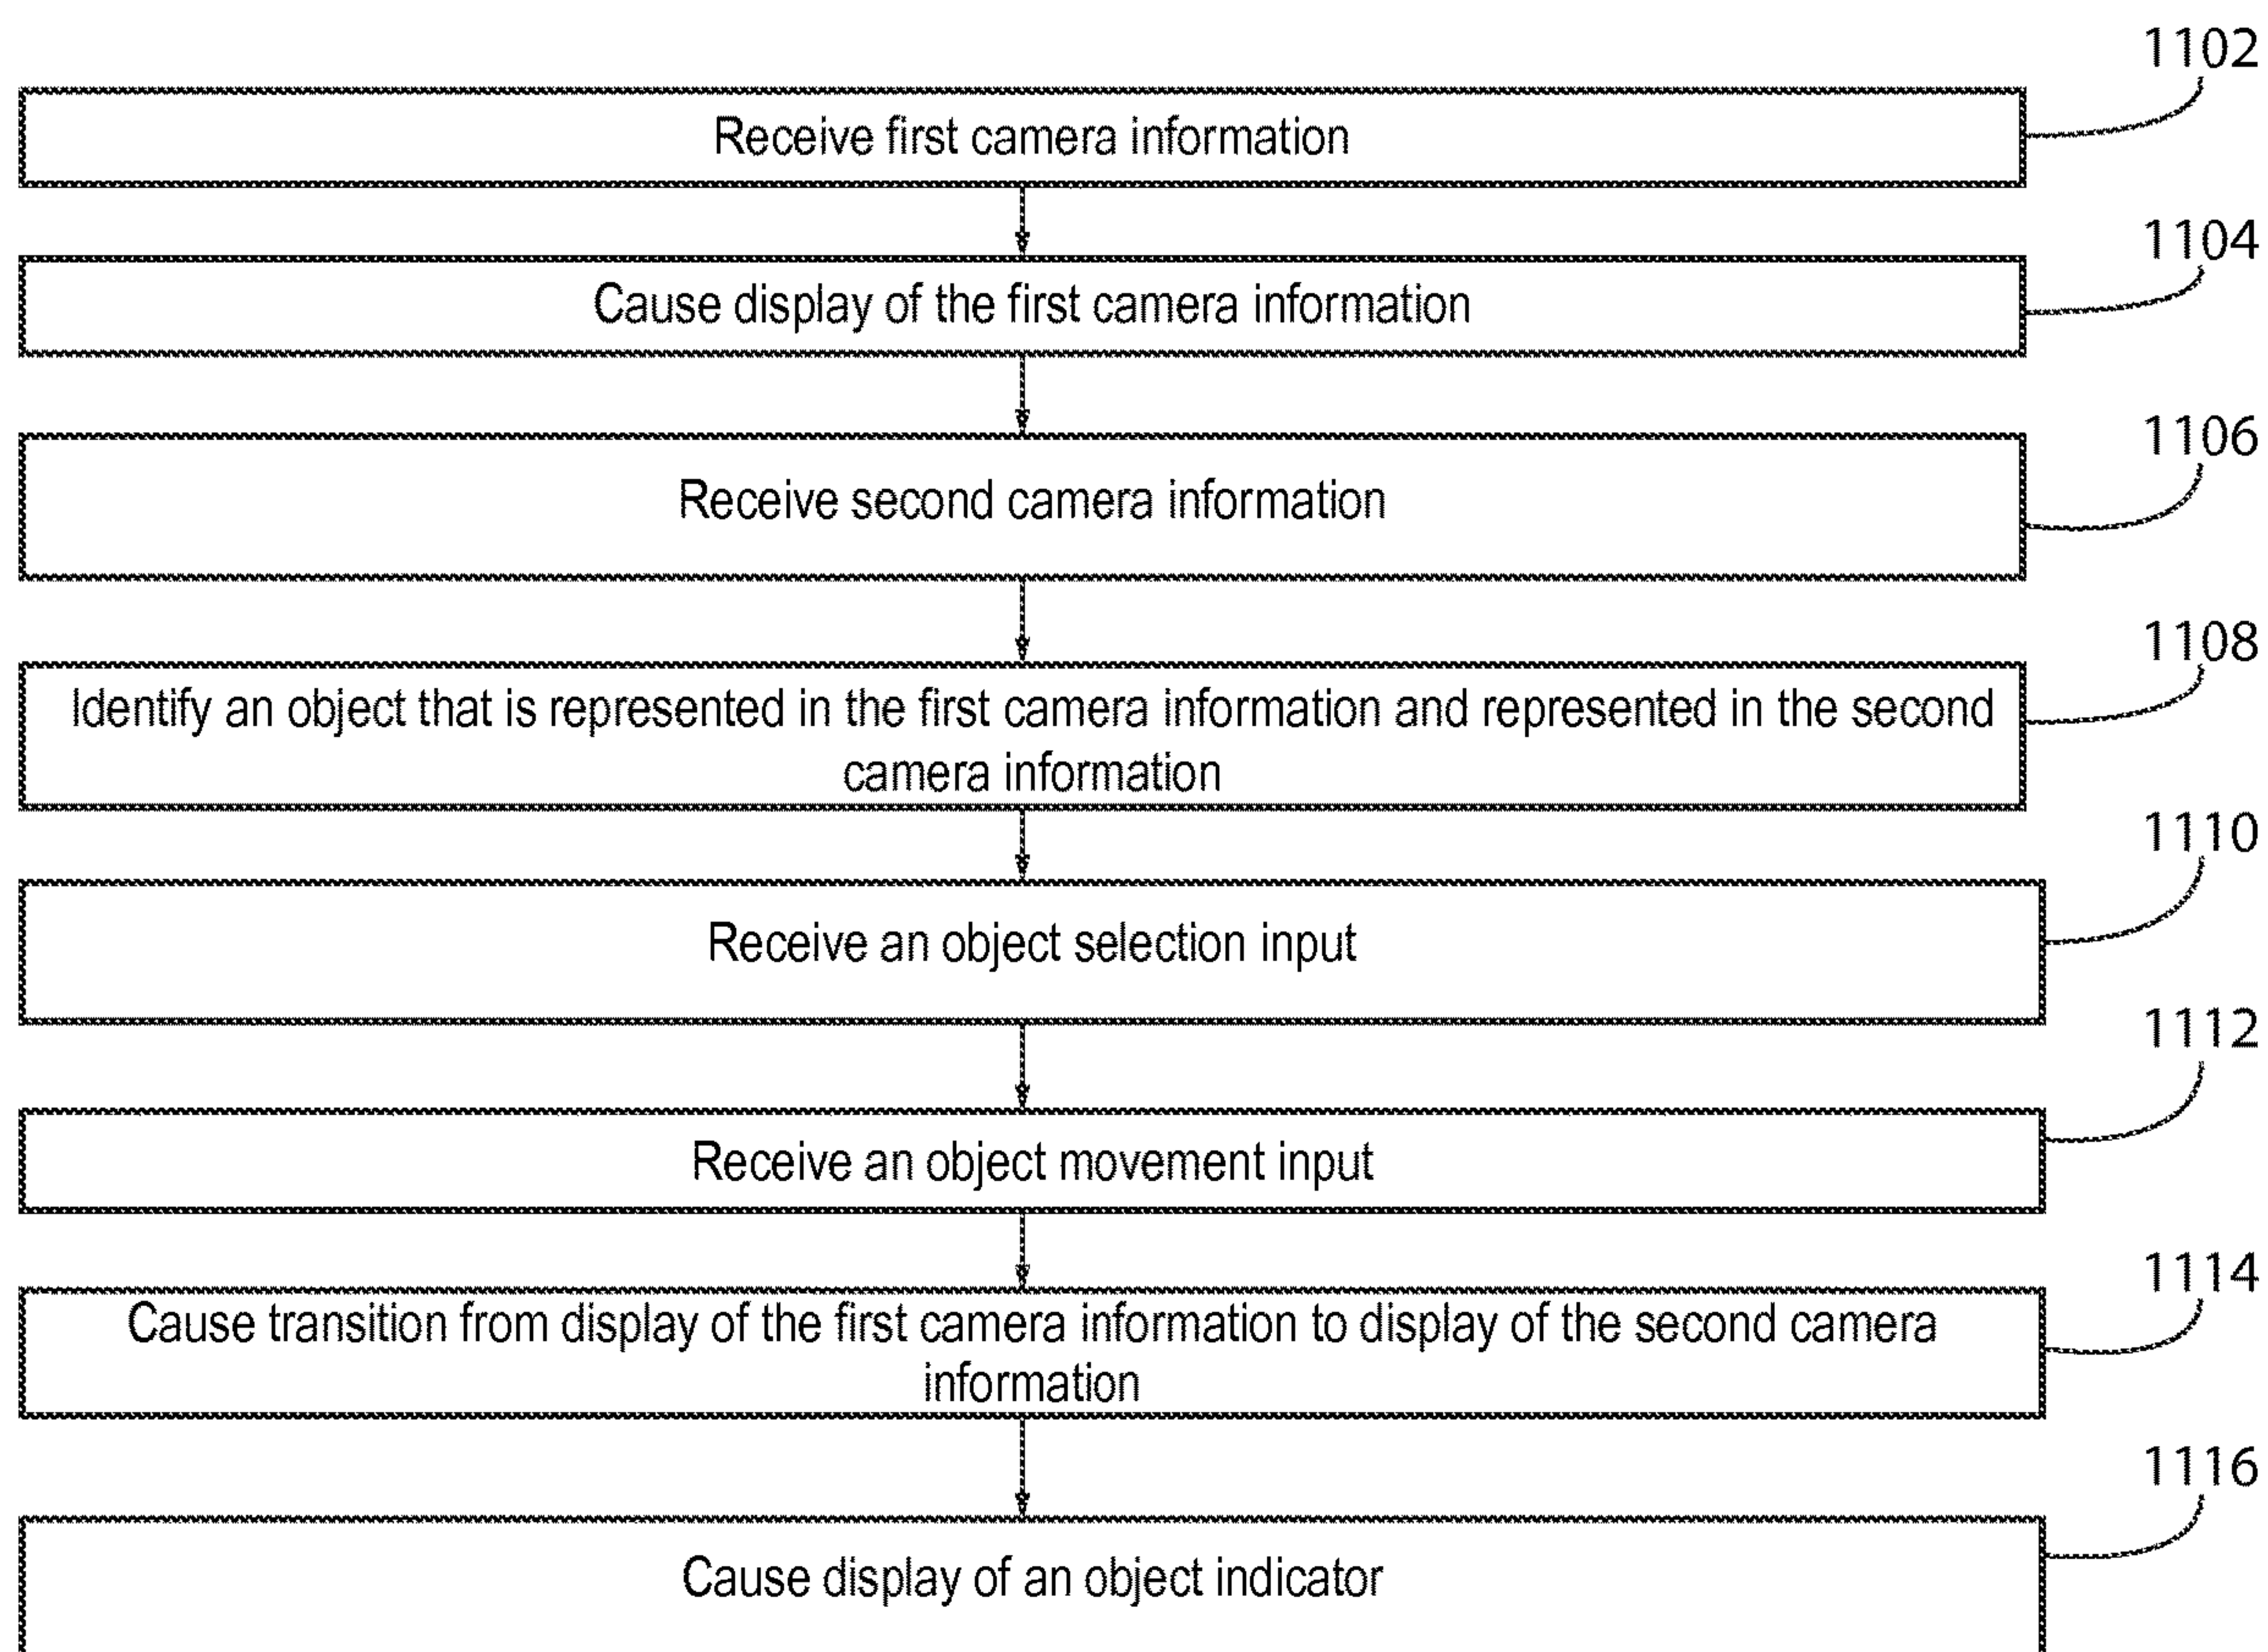 1102
Receive first camera information
1104
Cause display of the first camera information
1106
Receive second camera information
1108
Identify an object that is represented in the first camera information and represented in the second
camera information
1110
Receive an object selection input
1112
Receive an object movement input
1114
Cause transition from display of the first camera information to display of the second camera
information
1116
Cause display of an object indicator